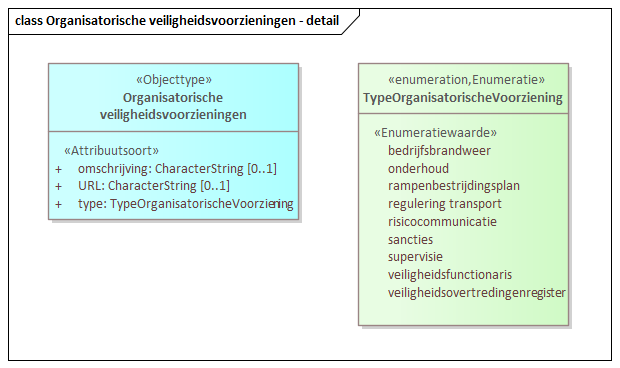 class Organisatorische veiligheidsvoorzieningen - detail
«Objecttype»
Organisatorische
veiligheidsvoorzieningen
«Attribuutsoort»
+ omschrijving: CharacterString [0..1]
+ URL: CharacterString [0..1]
+ type: TypeOrganisatorischeVoorziening
«enumeration,Enumeratie»
TypeOrganisatorischeVoorziening
«Enumeratiewaarde»
bedrijfsbrandweer
onderhoud
rampenbestrijdingsplan
regulering transport
risicocommunicatie
sancties
supervisie
veiligheidsfunctionaris
veiligheidsovertredingenregister